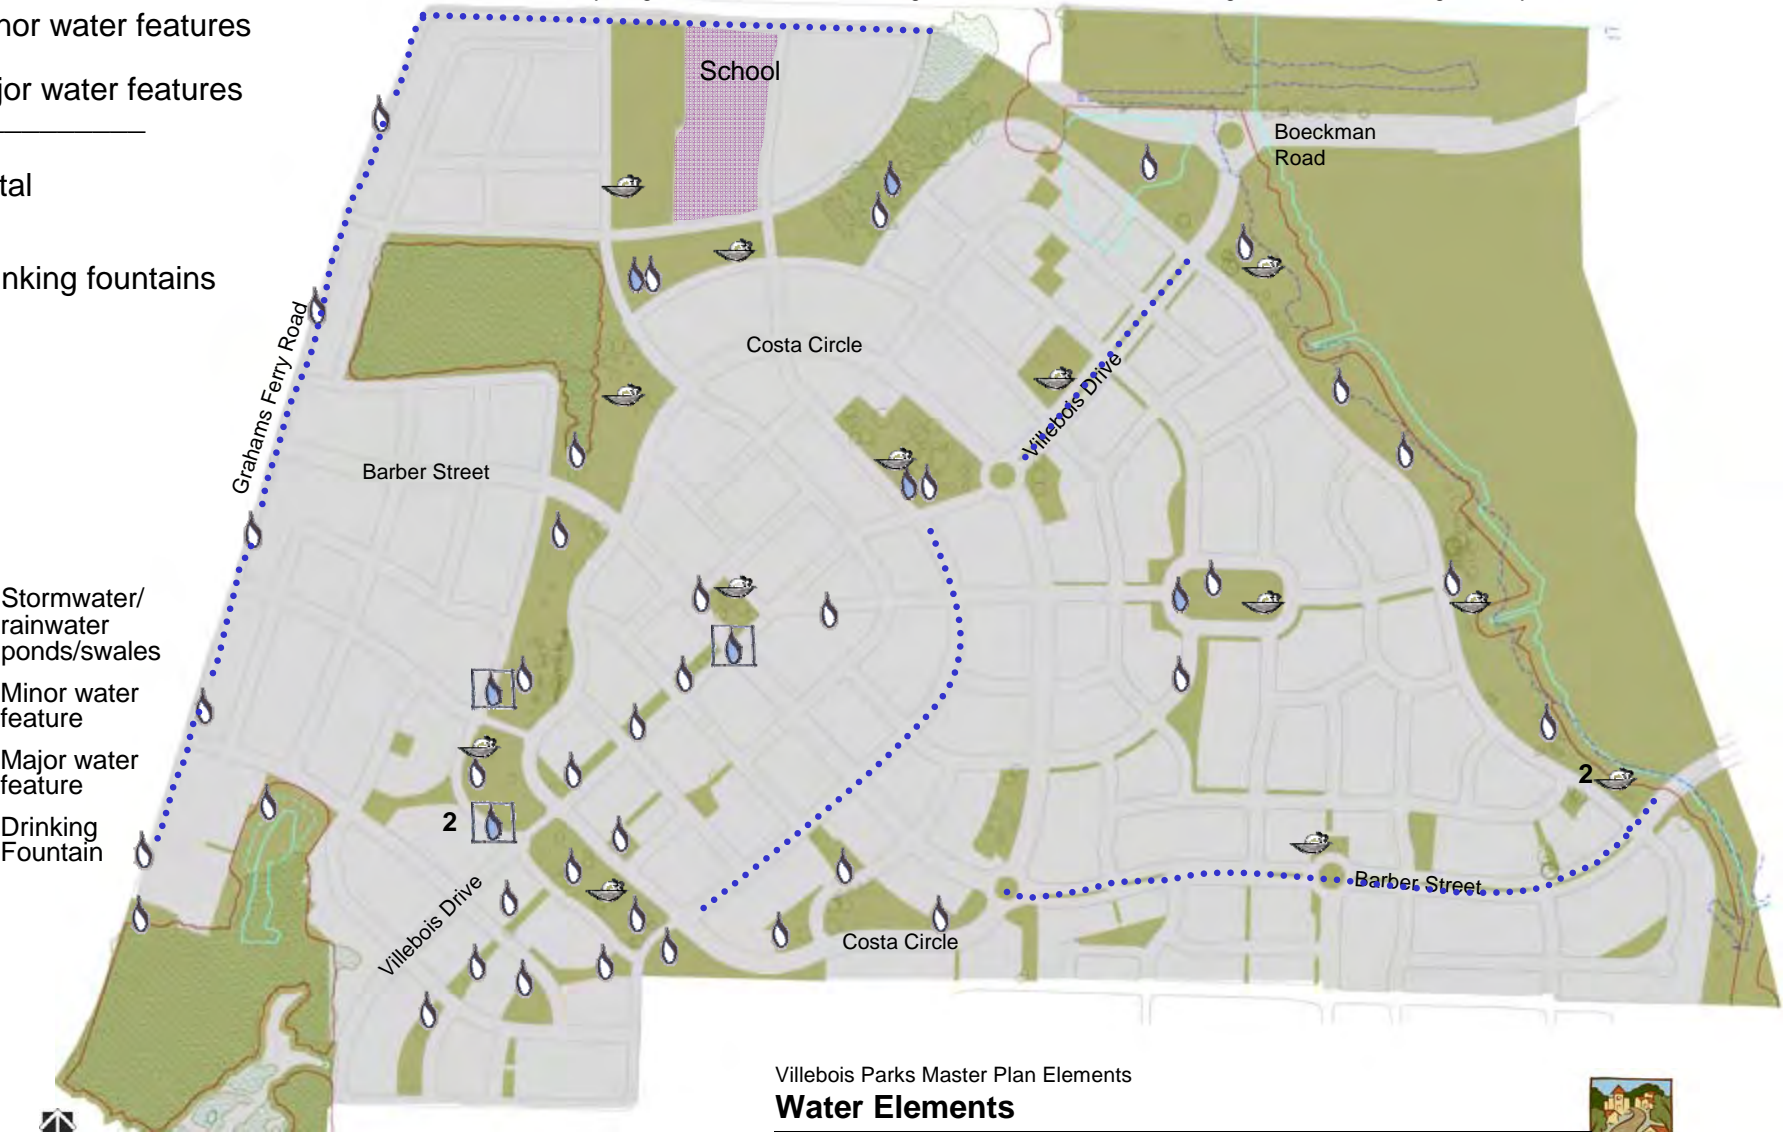 nor water features
jor water features
tal
nking fountains
Stormwater/
rainwater
ponds/swales
Minor water
feature
Major water
feature
Drinking
Fountain
School
Boeckman
Road
Costa Circle
Villebois Drive
Grahams Ferry Road
Barber Street
2
2
Barber Street
Villebois Drive
Costa Circle
Villebois Parks Master Plan Elements
Water Elements